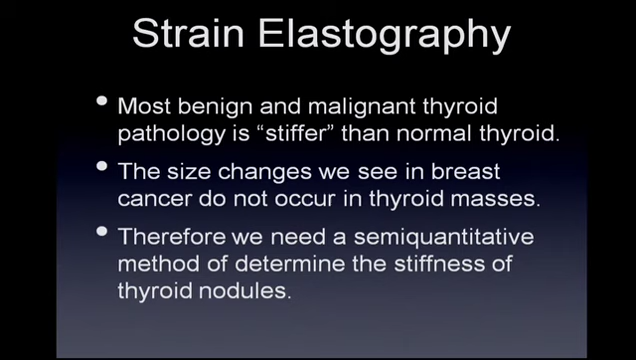 Strain Elastography
• Most benign and malignant thyroid
pathology is “stiffer” than normal thyroid.
• The size changes we see in breast
cancer do not occur in thyroid masses.
• Therefore we need a semiquantitative
method of determine the stiffness of
thyroid nodules.